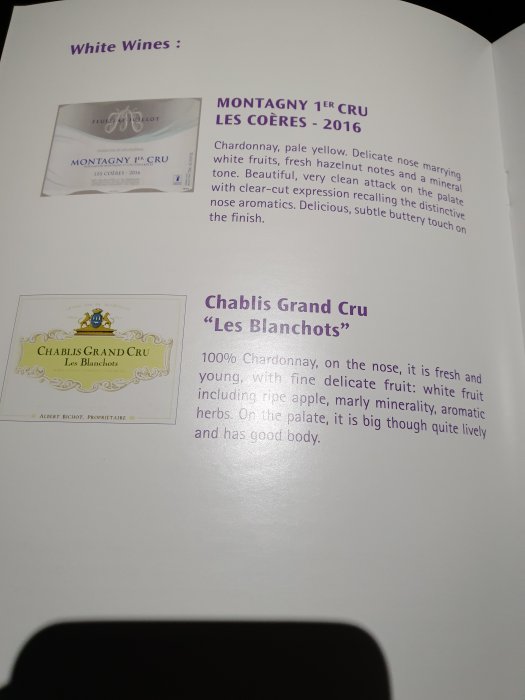 White Wines :
MONTAGNY 1ER CRU
LES COÈRES - 2016
Chardonnay, pale yellow. Delicate nose marrying
white fruits, fresh hazelnut notes and a mineral
tone. Beautiful, very clean attack on the palate
with clear-cut expression recalling the distinctive
nose aromatics. Delicious, subtle buttery touch on
the finish.
FEUILLAT-JUILLOT
MONTAGNY 1ER CRU
LES COÈRES - 2016
Chablis Grand Cru
“Les Blanchots”
100% Chardonnay, on the nose, it is fresh and
young, with fine delicate fruit: white fruit
including ripe apple, marly minerality, aromatic
herbs. On the palate, it is big though quite lively
and has good body.
CHABLIS GRAND CRU
Les Blanchots
ALBERT BICHOT, PROPRIÉTAIRE